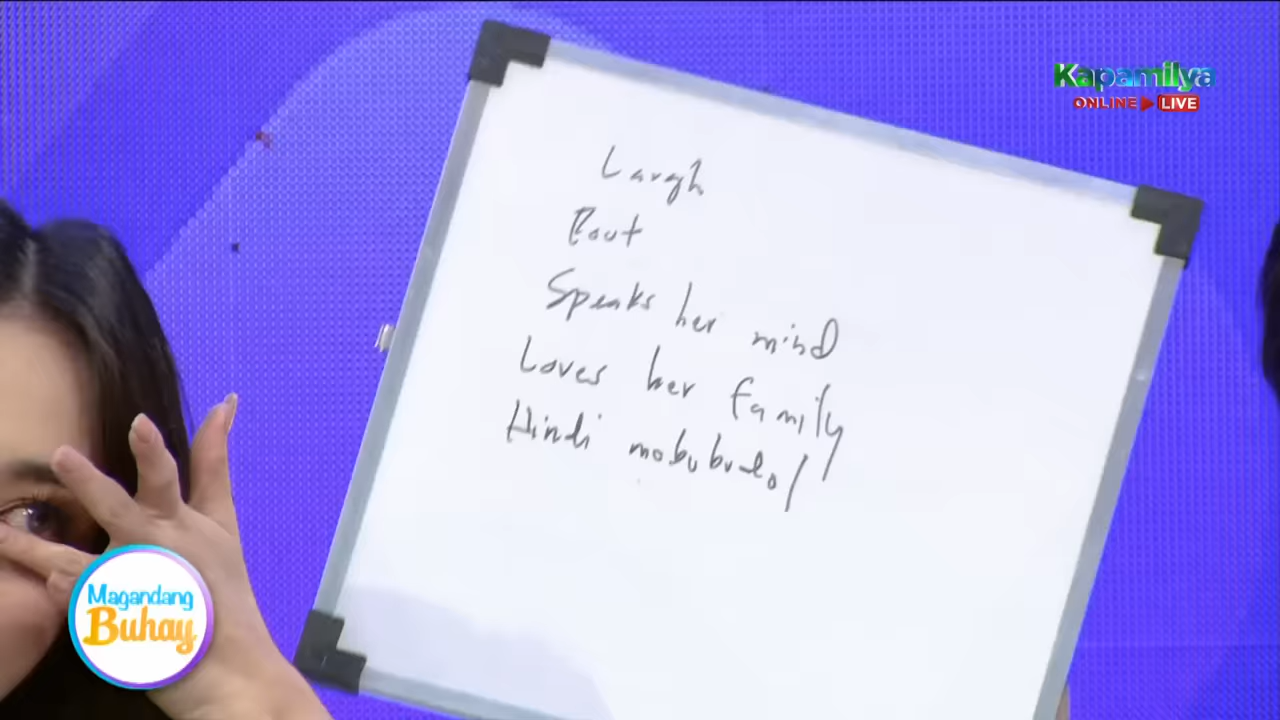 Kapamilya
ONLINE LIVE
Laugh
Pout
Speaks her mind
Loves her family
Hindi mabubudol
Magandang
Buhay